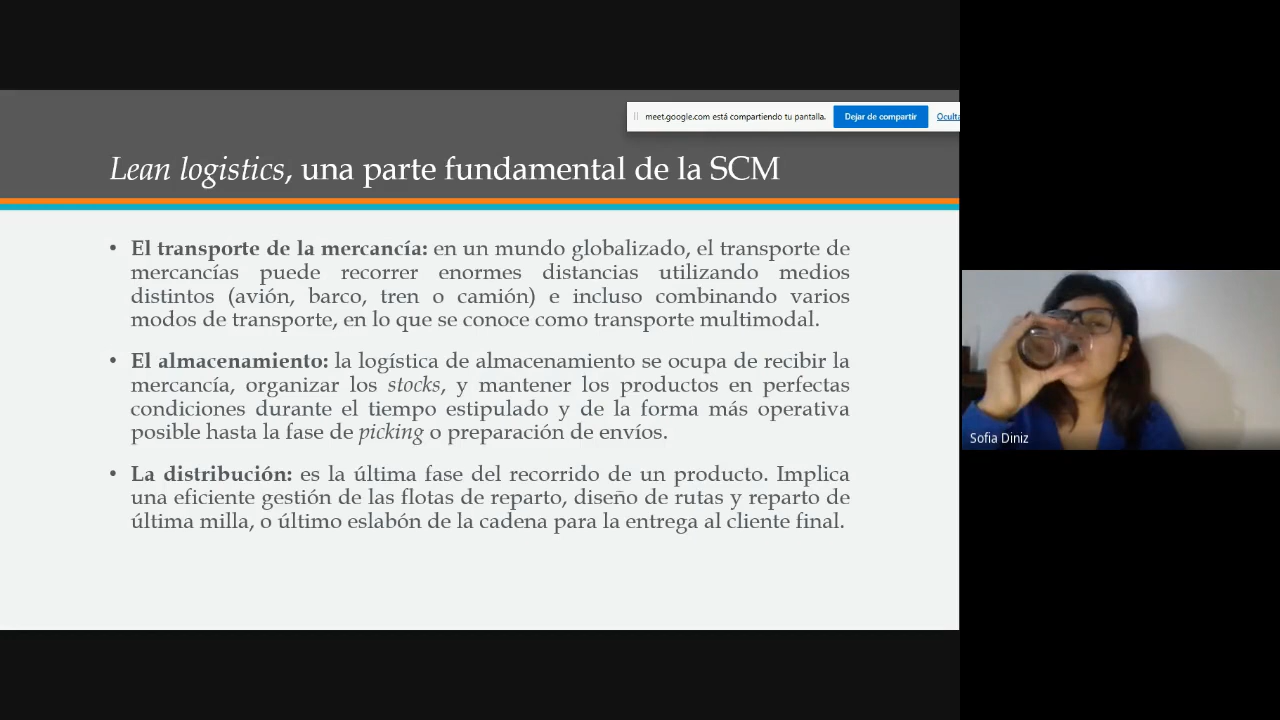 meet.google.com está compartiendo tu pantalla. Dejar de compartir
Lean logistics, una parte fundamental de la SCM
• El transporte de la mercancía: en un mundo globalizado, el transporte de
mercancías puede recorrer enormes distancias utilizando medios
distintos (avión, barco, tren o camión) e incluso combinando varios
modos de transporte, en lo que se conoce como transporte multimodal.
• El almacenamiento: la logística de almacenamiento se ocupa de recibir la
mercancía, organizar los stocks, y mantener los productos en perfectas
condiciones durante el tiempo estipulado y de la forma más operativa
posible hasta la fase de picking o preparación de envíos.
• La distribución: es la última fase del recorrido de un producto. Implica
una eficiente gestión de las flotas de reparto, diseño de rutas y reparto de
última milla, o último eslabón de la cadena para la entrega al cliente final.
Sofia Diniz